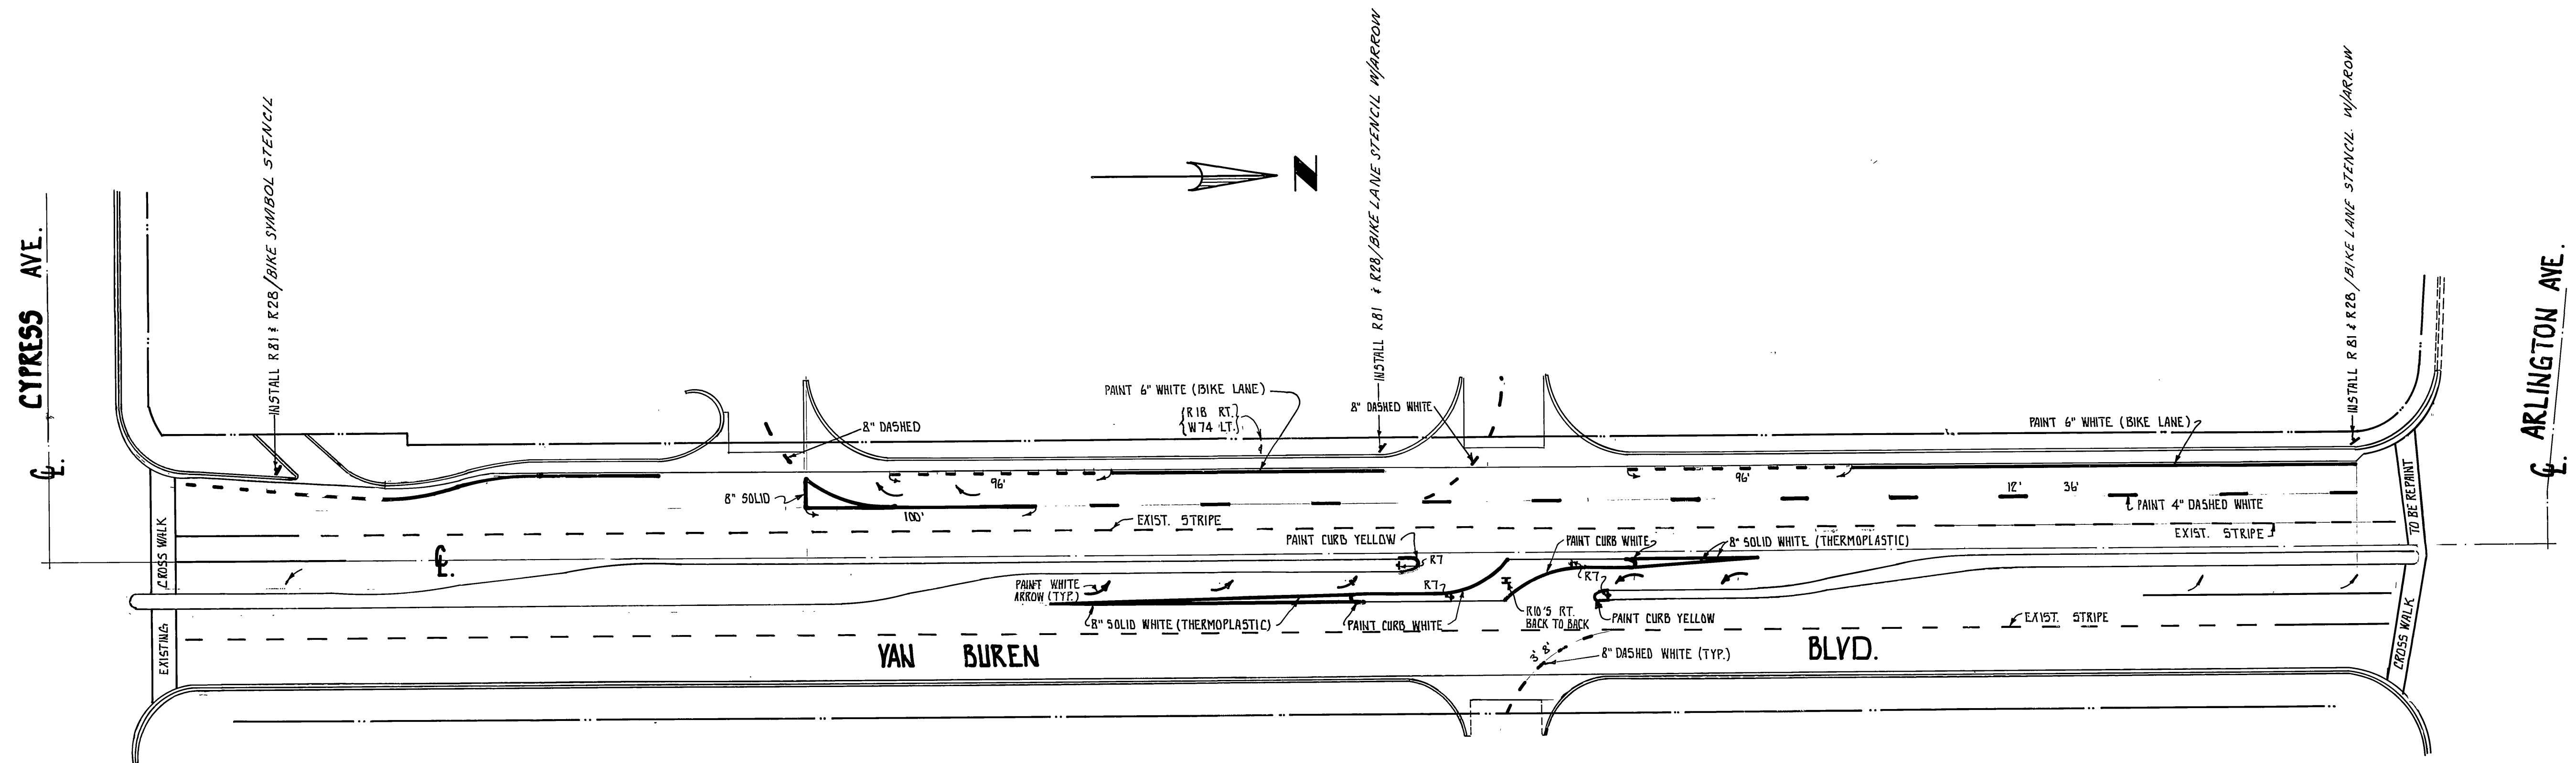 CYPRESS AVE.
℄
INSTALL R81 & R28/BIKE SYMBOL STENCIL
N
INSTALL R81 & R28/BIKE LANE STENCIL W/ARROW
INSTALL R81 & R28/BIKE LANE STENCIL W/ARROW
℄ ARLINGTON AVE.
PAINT 6" WHITE (BIKE LANE)
{R18 RT.}
{W74 LT.}
8" DASHED
8" DASHED WHITE
PAINT 6" WHITE (BIKE LANE)
96'
96'
12' 36'
8" SOLID
100'
PAINT 4" DASHED WHITE
EXIST. STRIPE
EXIST. STRIPE
TO BE REPAINT
CROSS WALK
EXISTING CROSS WALK
℄
PAINT CURB YELLOW
R7
PAINT CURB WHITE
8" SOLID WHITE (THERMOPLASTIC)
PAINT WHITE
ARROW (TYP.)
R7
R7
8" SOLID WHITE (THERMOPLASTIC)
PAINT CURB WHITE
R10'S RT.
BACK TO BACK
PAINT CURB YELLOW
EXIST. STRIPE
VAN BUREN BLVD.
3' 8'
8" DASHED WHITE (TYP.)